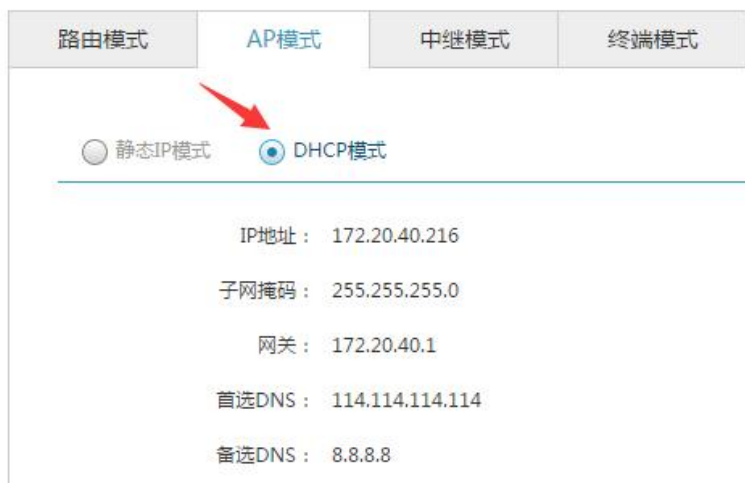 路由模式 AP模式 中继模式 终端模式
静态IP模式 DHCP模式
IP地址： 172.20.40.216
子网掩码： 255.255.255.0
网关： 172.20.40.1
首选DNS： 114.114.114.114
备选DNS： 8.8.8.8